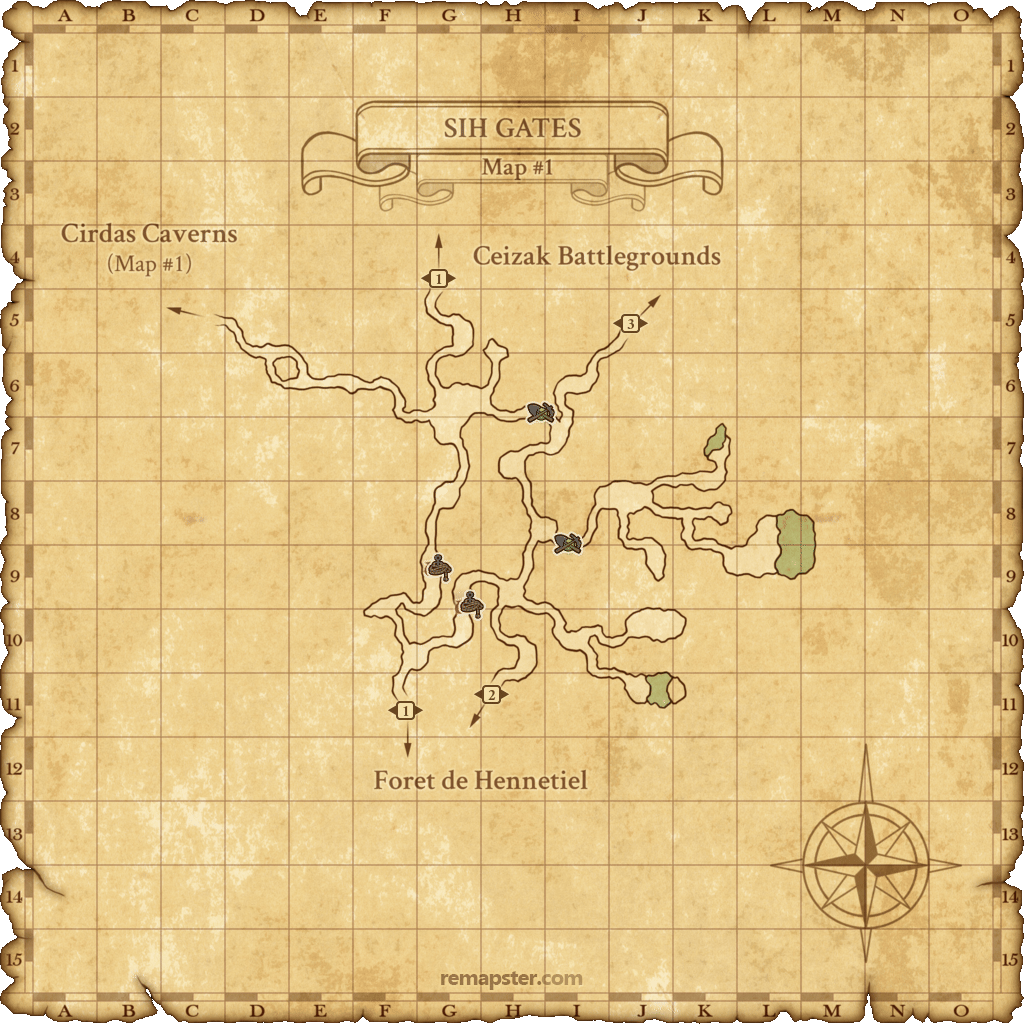 A B C D E F G H I J K L M N O
1 1
2 2
SIH GATES
Map #1
3 3
Cirdas Caverns
(Map #1)
4 4
Ceizak Battlegrounds
1
5 5
3
6 6
7 7
8 8
9 9
10 10
11 11
2
1
12 12
Foret de Hennetiel
13 13
14 14
15 15
remapster.com
A B C D E F G H I J K L M N O